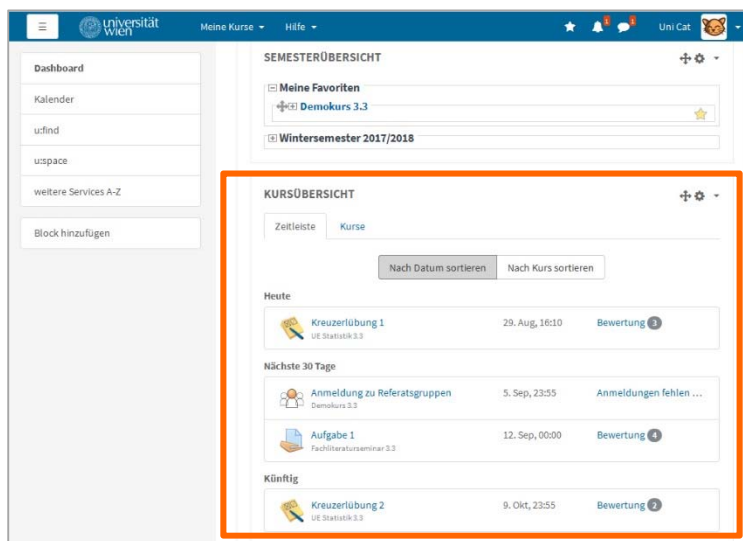 universität
wien
Meine Kurse
Hilfe
1
1
Uni Cat
Dashboard
Kalender
u:find
u:space
weitere Services A-Z
Block hinzufügen
SEMESTERÜBERSICHT
Meine Favoriten
Demokurs 3.3
Wintersemester 2017/2018
KURSÜBERSICHT
Zeitleiste Kurse
Nach Datum sortieren Nach Kurs sortieren
Heute
Kreuzerlübung 1 29. Aug, 16:10 Bewertung 3
UE Statistik 3.3
Nächste 30 Tage
Anmeldung zu Referatsgruppen 5. Sep, 23:55 Anmeldungen fehlen ...
Demokurs 3.3
Aufgabe 1 12. Sep, 00:00 Bewertung 4
Fachliteraturseminar 3.3
Künftig
Kreuzerlübung 2 9. Okt, 23:55 Bewertung 2
UE Statistik 3.3